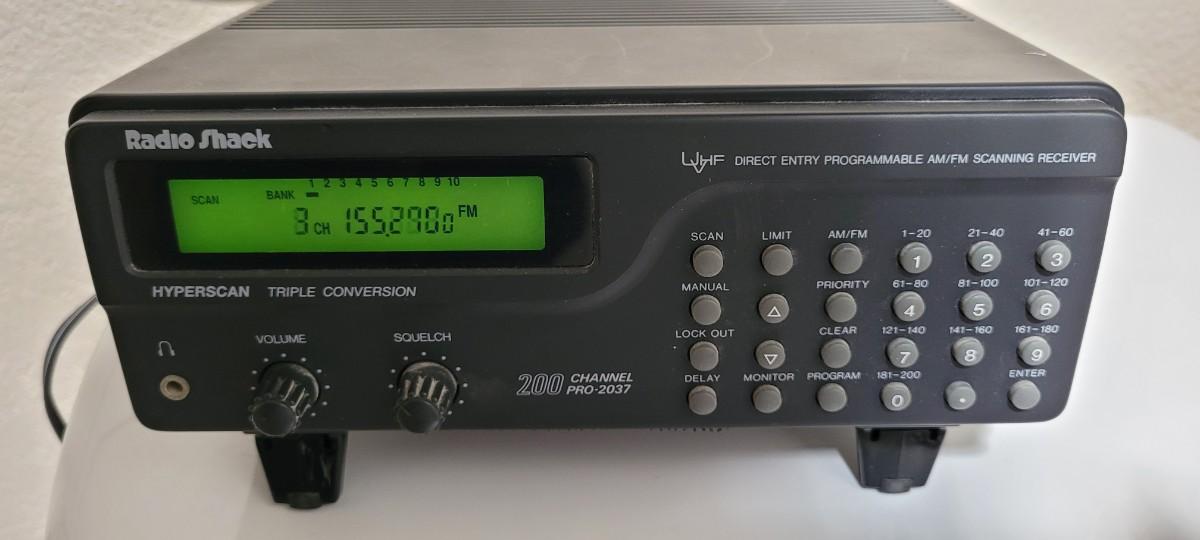 Radio Shack
U/VHF DIRECT ENTRY PROGRAMMABLE AM/FM SCANNING RECEIVER
1 2 3 4 5 6 7 8 9 10
SCAN BANK
CH 155.2900 FM
HYPERSCAN TRIPLE CONVERSION
VOLUME SQUELCH
200 CHANNEL
PRO-2037
SCAN LIMIT AM/FM 1-20 21-40 41-60
1 2 3
MANUAL PRIORITY 61-80 81-100 101-120
△ 4 5 6
LOCK OUT CLEAR 121-140 141-160 161-180
▽ 7 8 9
DELAY MONITOR PROGRAM 181-200 ENTER
0 .